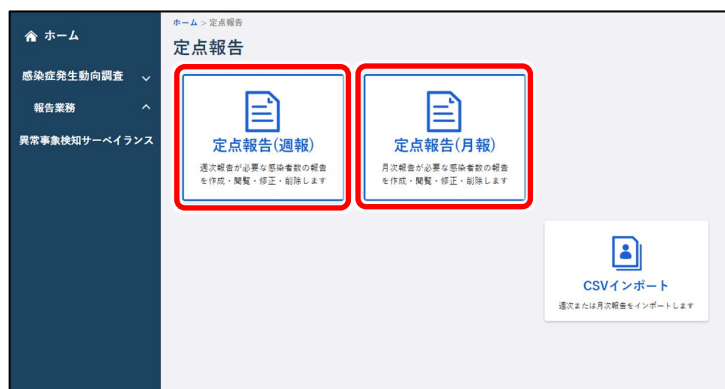 ホーム
感染症発生動向調査
報告業務
異常事象検知サーベイランス
ホーム > 定点報告
定点報告
定点報告(週報)
週次報告が必要な感染者数の報告
を作成・閲覧・修正・削除します
定点報告(月報)
月次報告が必要な感染者数の報告
を作成・閲覧・修正・削除します
CSVインポート
週次または月次報告をインポートします